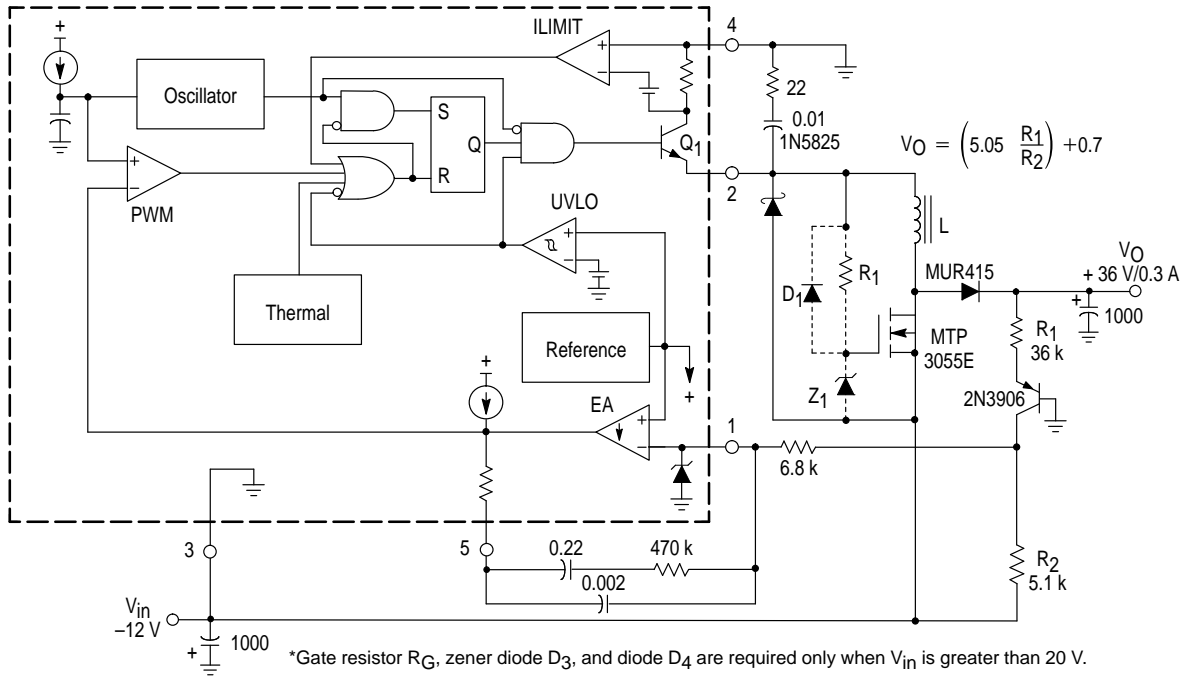 ILIMIT
4
+
+
–
Oscillator
22
0.01
1N5825
S
Q
R
Q1
VO = (5.05 R1/R2) +0.7
2
+
–
PWM
UVLO
+
–
L
Thermal
D1
R1
MUR415
VO
+ 36 V/0.3 A
+
1000
Reference
MTP
3055E
R1
36 k
+
Z1
2N3906
+
EA
+
–
1
6.8 k
3
5
0.22
470 k
0.002
R2
5.1 k
Vin
–12 V
+
1000
*Gate resistor RG, zener diode D3, and diode D4 are required only when Vin is greater than 20 V.